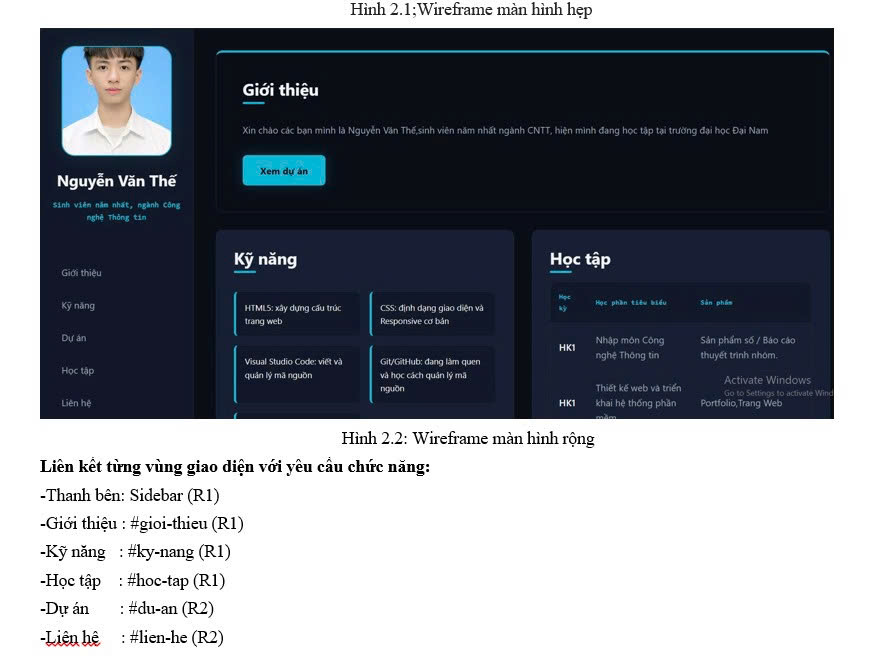 Hình 2.1;Wireframe màn hình hẹp
Nguyễn Văn Thế
Sinh viên năm nhất, ngành Công
nghệ Thông tin
Giới thiệu
Kỹ năng
Dự án
Học tập
Liên hệ
Giới thiệu
Xin chào các bạn mình là Nguyễn Văn Thế,sinh viên năm nhất ngành CNTT, hiện mình đang học tập tại trường đại học Đại Nam
Xem dự án
Kỹ năng
HTML5: xây dựng cấu trúc
trang web
CSS: định dạng giao diện và
Responsive cơ bản
Visual Studio Code: viết và
quản lý mã nguồn
Git/GitHub: đang làm quen
và học cách quản lý mã
nguồn
Học tập
Học
kỳ
Học phần tiêu biểu
Sản phẩm
HK1
Nhập môn Công
nghệ Thông tin
Sản phẩm số / Báo cáo
thuyết trình nhóm.
HK1
Thiết kế web và triển
khai hệ thống phần
mềm
Portfolio,Trang Web
Activate Windows
Go to Settings to activate Wind
Hình 2.2: Wireframe màn hình rộng
Liên kết từng vùng giao diện với yêu cầu chức năng:
-Thanh bên: Sidebar (R1)
-Giới thiệu : #gioi-thieu (R1)
-Kỹ năng : #ky-nang (R1)
-Học tập : #hoc-tap (R1)
-Dự án : #du-an (R2)
-Liên hệ : #lien-he (R2)